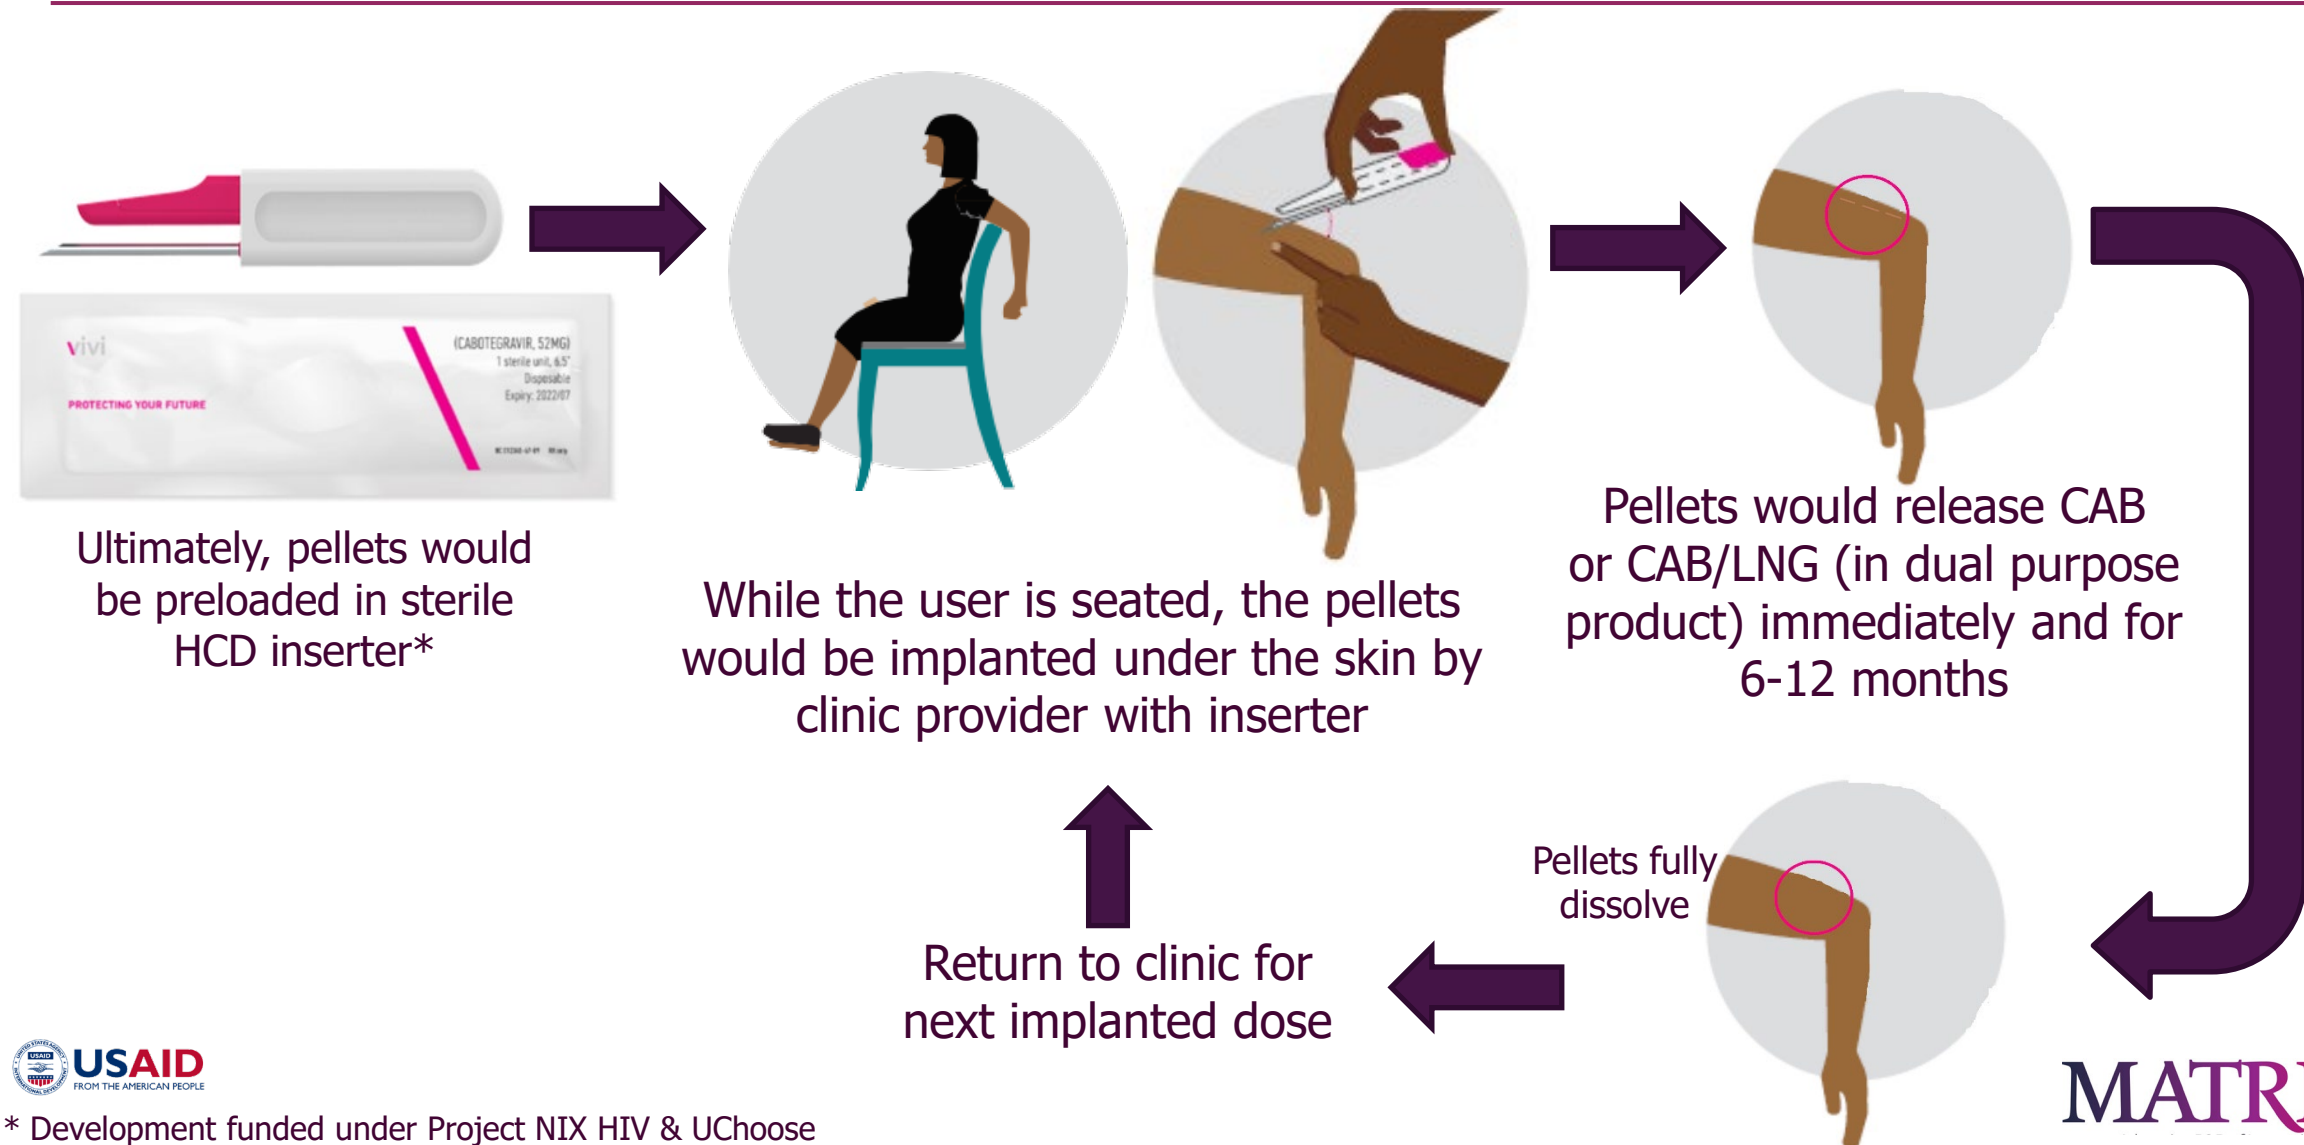 vivi
PROTECTING YOUR FUTURE
(CABOTEGRAVIR, 52MG)
1 sterile unit, 6.5"
Disposable
Expiry: 2022/07
Ultimately, pellets would
be preloaded in sterile
HCD inserter*
While the user is seated, the pellets
would be implanted under the skin by
clinic provider with inserter
Pellets would release CAB
or CAB/LNG (in dual purpose
product) immediately and for
6-12 months
Pellets fully
dissolve
Return to clinic for
next implanted dose
USAID
FROM THE AMERICAN PEOPLE
* Development funded under Project NIX HIV & UChoose
MATRI